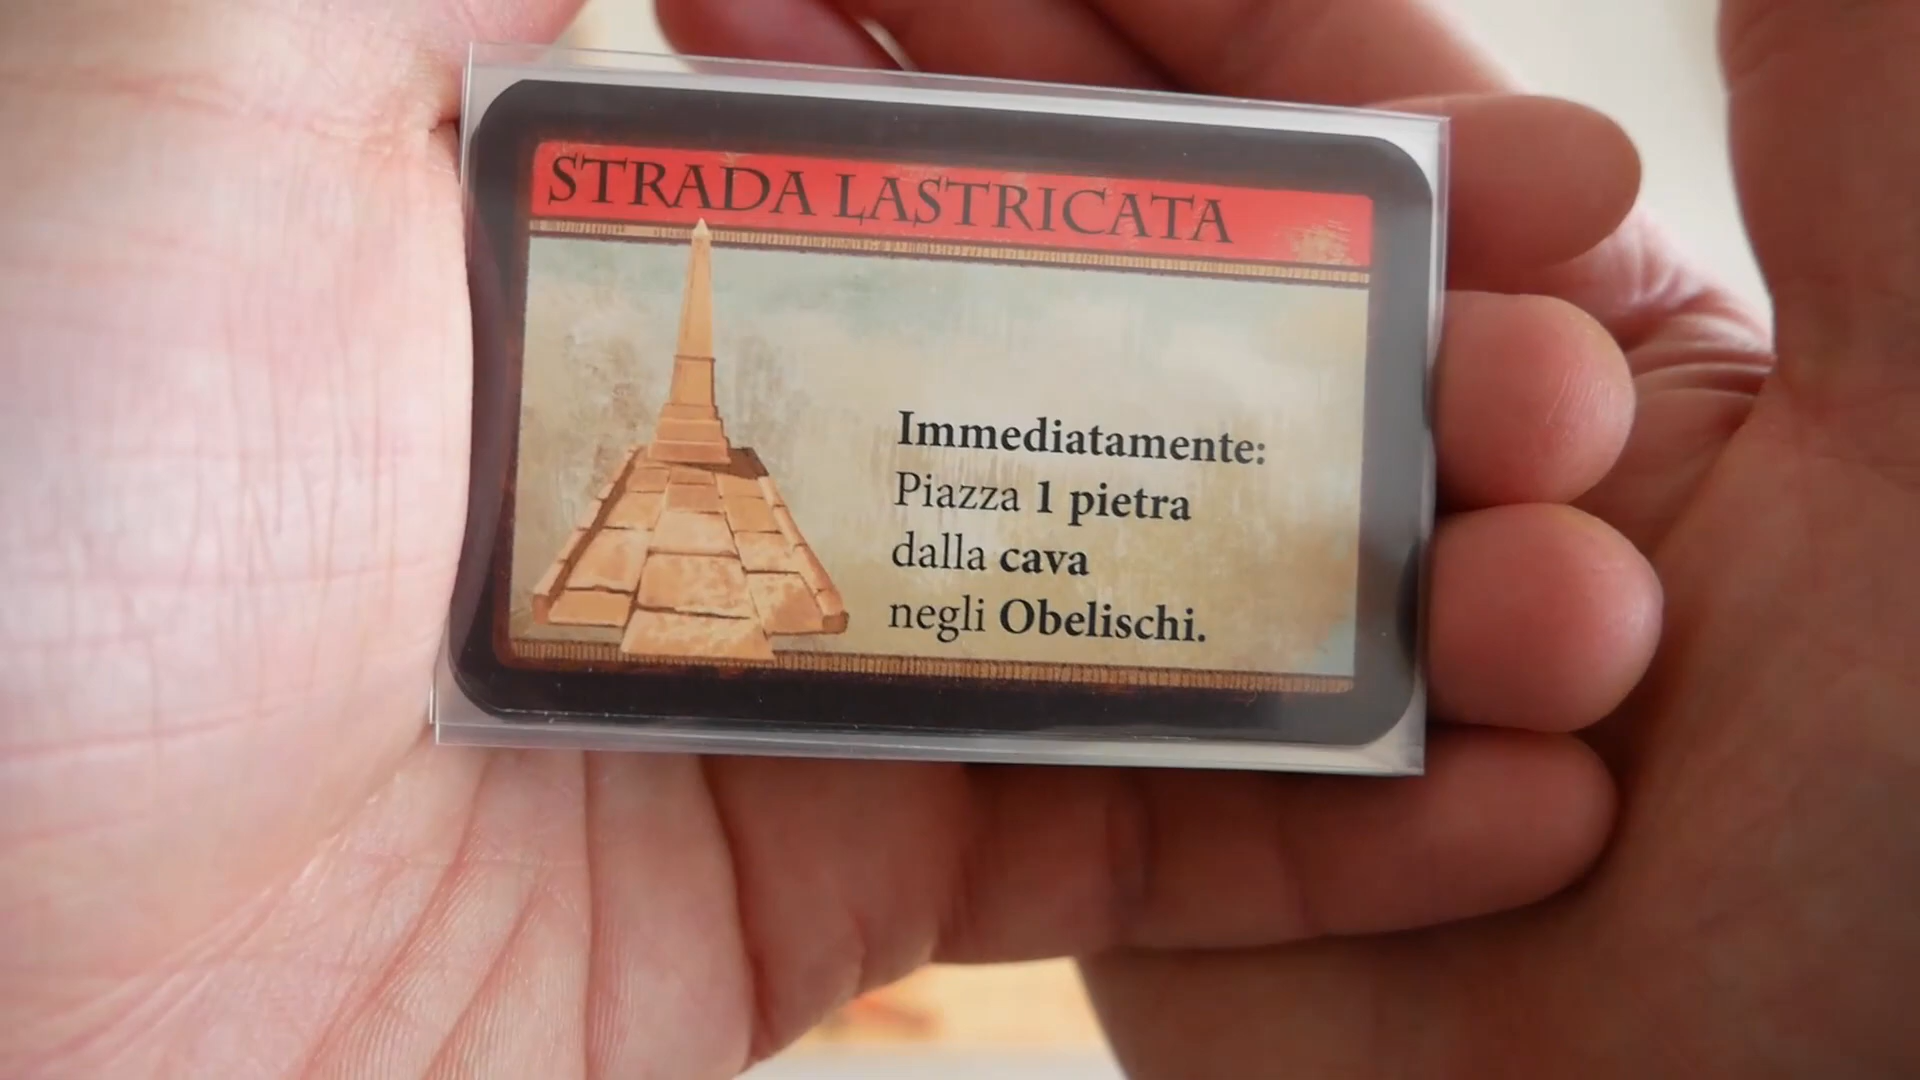 STRADA LASTRICATA
Immediatamente:
Piazza 1 pietra
dalla cava
negli Obelischi.